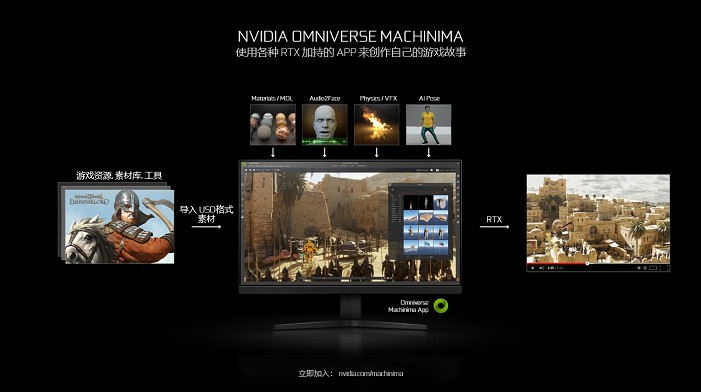 NVIDIA OMNIVERSE MACHINIMA
使用各种 RTX 加持的 APP 来创作自己的游戏故事
Materials / MDL
Audio2Face
Physics / VFX
AI Pose
游戏资源, 素材库, 工具
BANNERLORD
导入 USD格式
素材
RTX
Omniverse
Machinima App
立即加入： nvidia.com/machinima